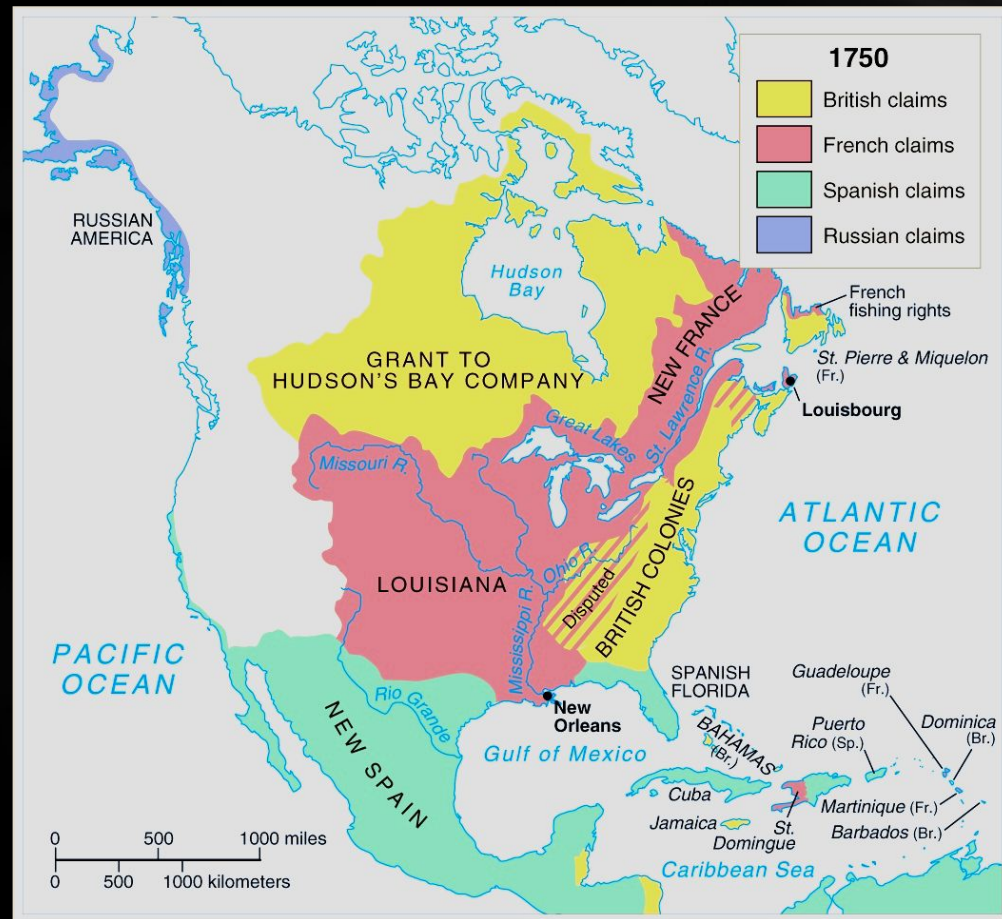 1750
British claims
French claims
Spanish claims
Russian claims
RUSSIAN
AMERICA
Hudson
Bay
GRANT TO
HUDSON'S BAY COMPANY
NEW FRANCE
St. Lawrence R.
Great Lakes
French
fishing rights
St. Pierre & Miquelon
(Fr.)
Louisbourg
Missouri R.
LOUISIANA
Mississippi R.
Ohio R.
Disputed
BRITISH COLONIES
ATLANTIC
OCEAN
PACIFIC
OCEAN
NEW SPAIN
Rio Grande
New
Orleans
Gulf of Mexico
SPANISH
FLORIDA
BAHAMAS
(Br.)
Cuba
Jamaica
St.
Domingue
Puerto
Rico (Sp.)
Guadeloupe
(Fr.)
Dominica
(Br.)
Martinique (Fr.)
Barbados (Br.)
Caribbean Sea
0 500 1000 miles
0 500 1000 kilometers